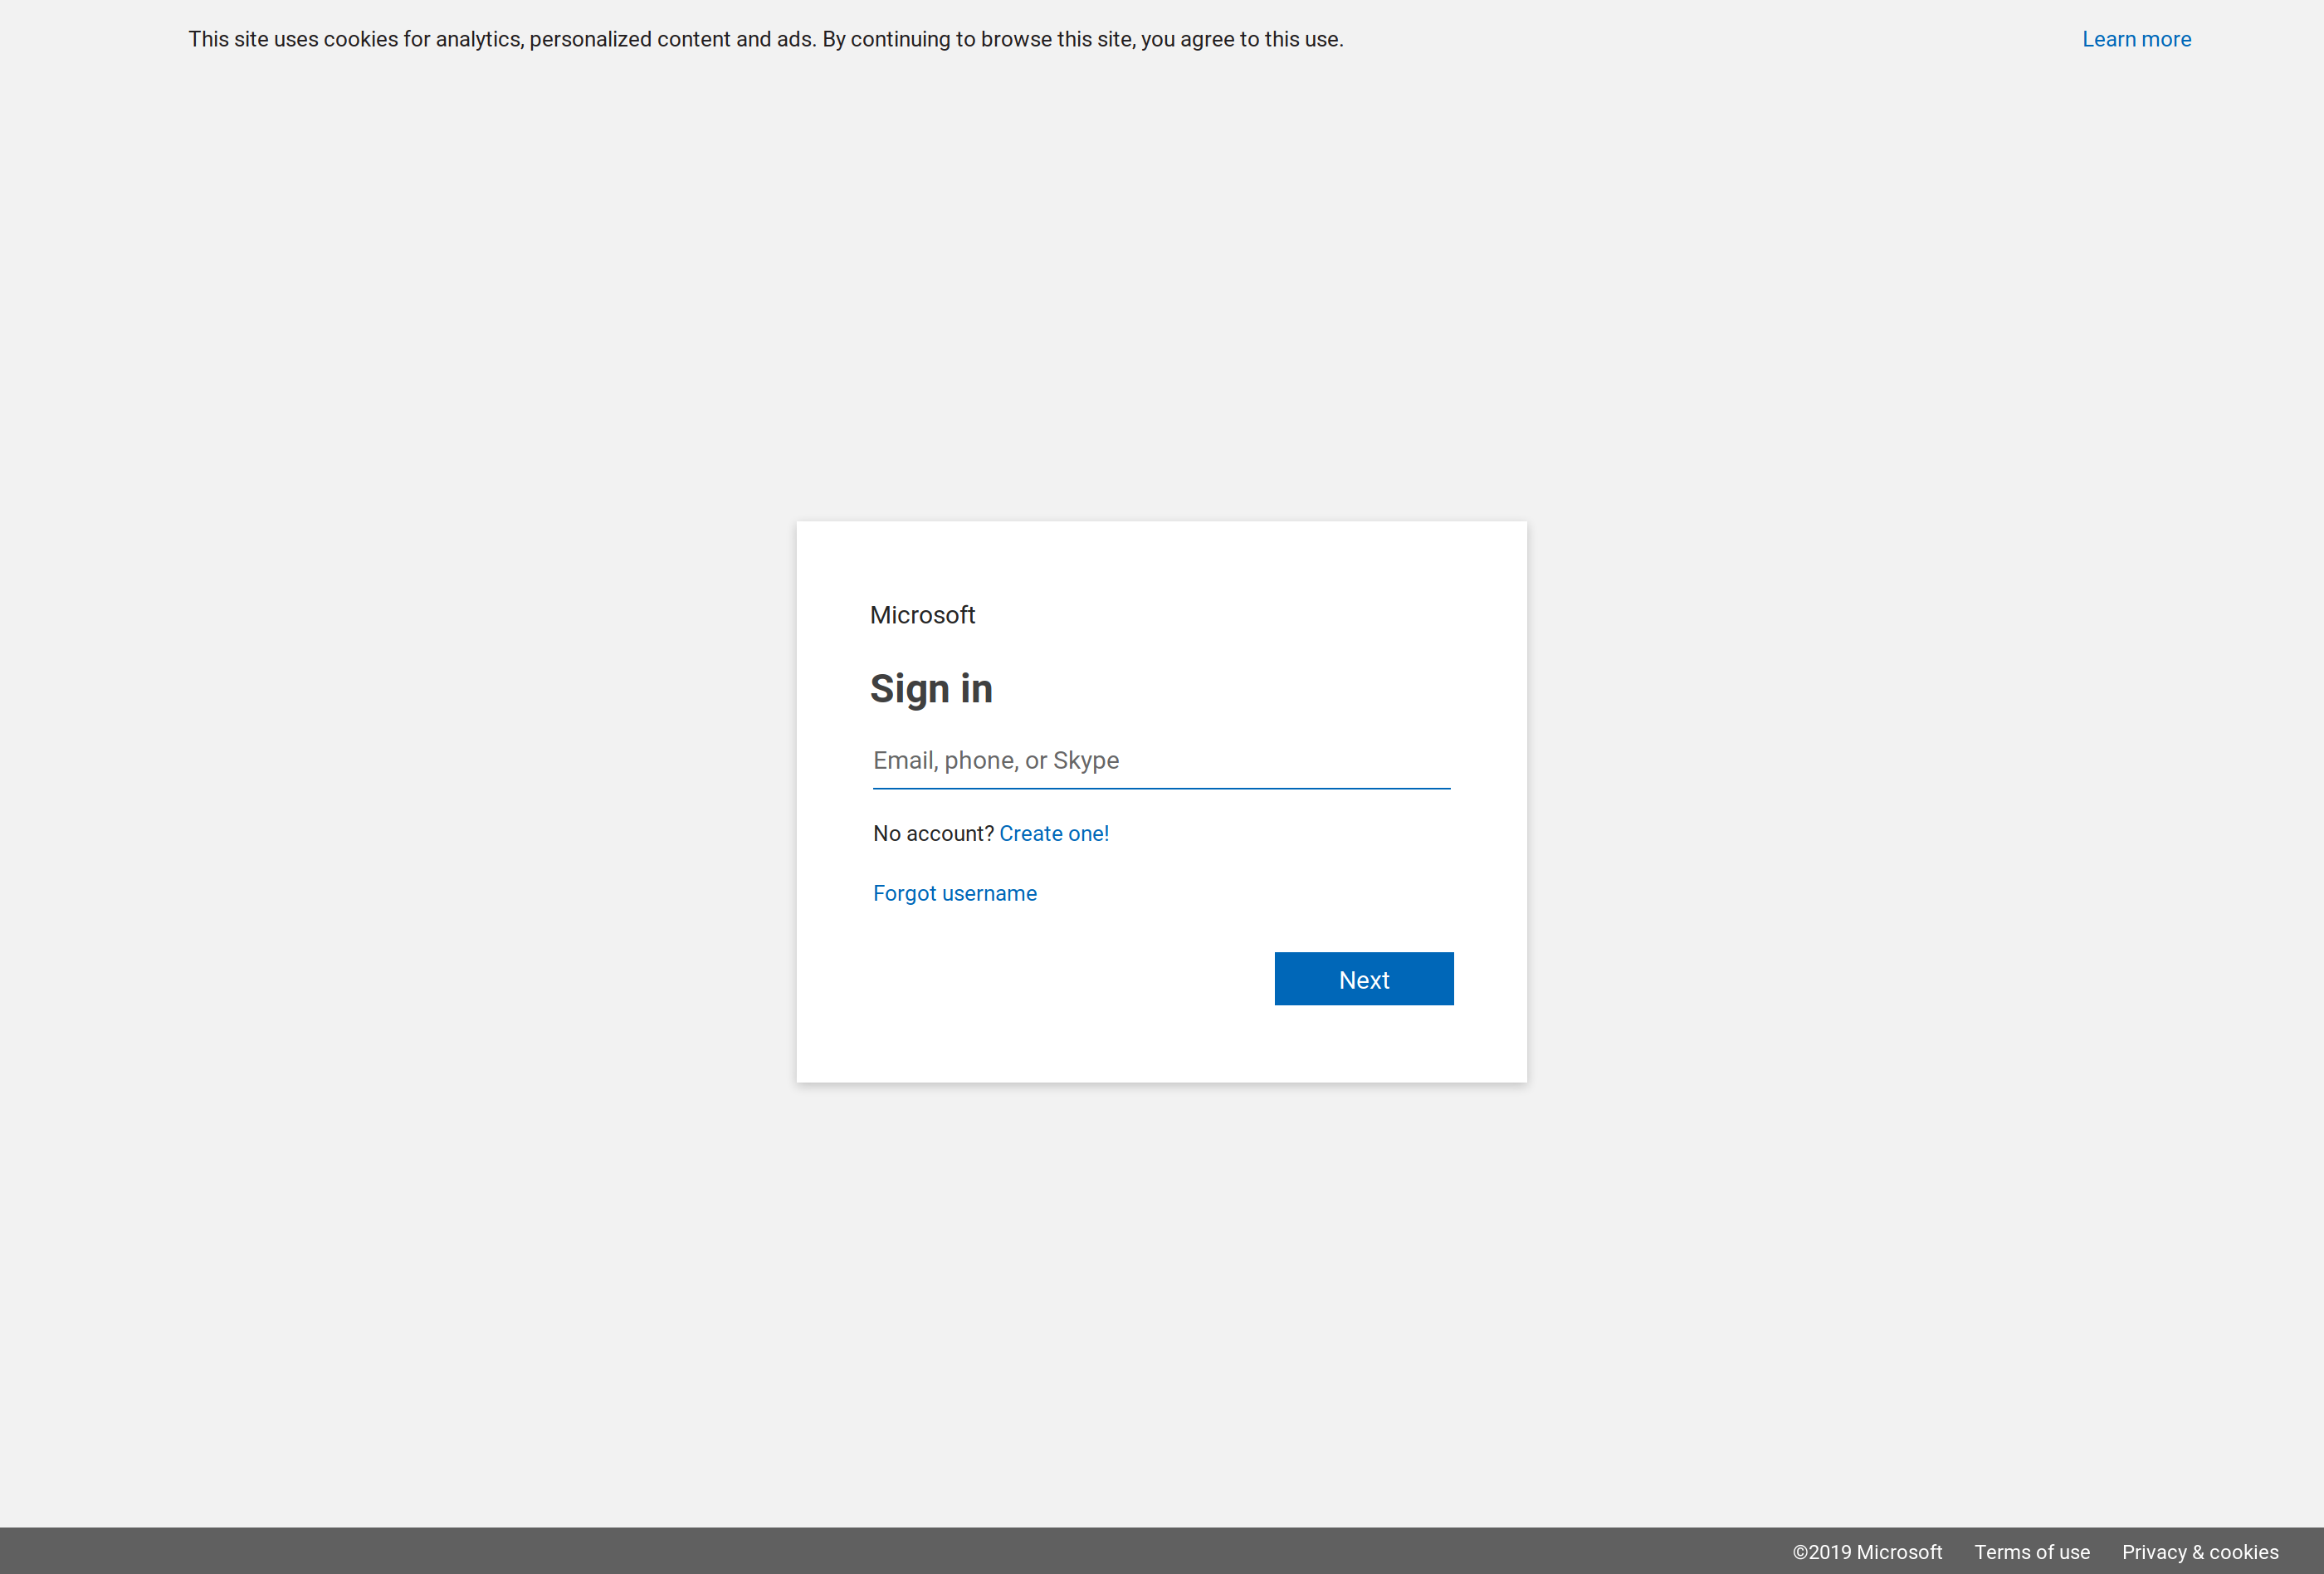 This site uses cookies for analytics, personalized content and ads. By continuing to browse this site, you agree to this use. Learn more
Microsoft
Sign in
Email, phone, or Skype
No account? Create one!
Forgot username
Next
©2019 Microsoft Terms of use Privacy & cookies